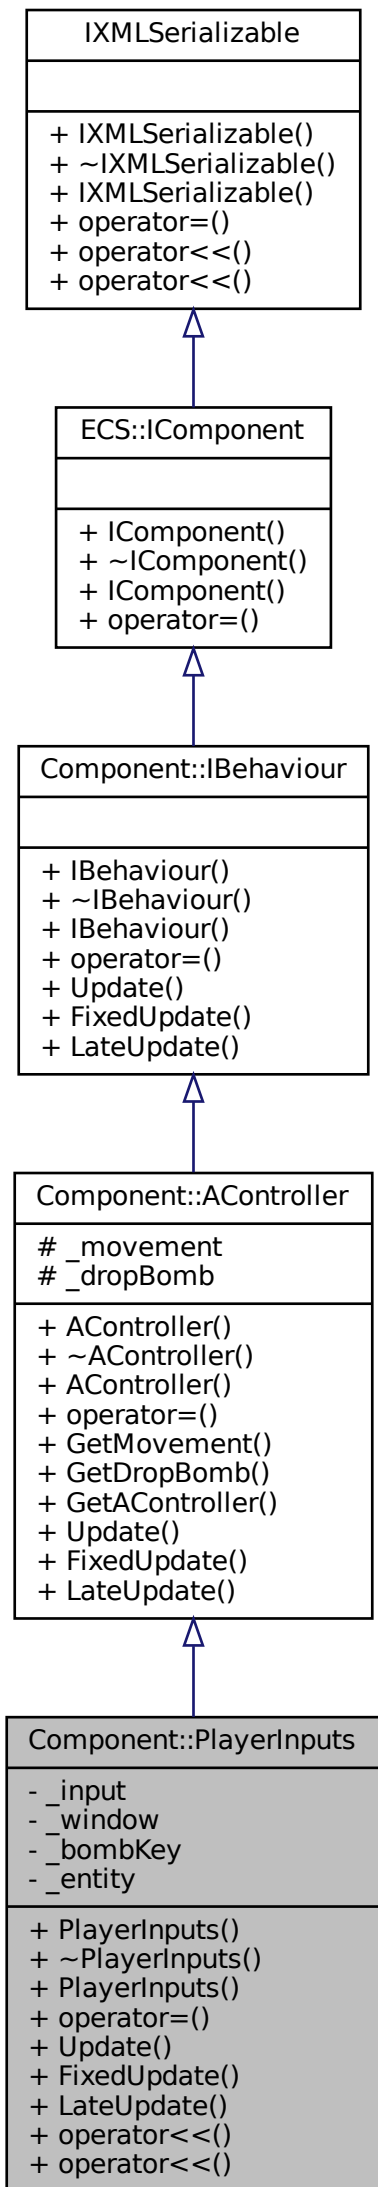 IXMLSerializable
+ IXMLSerializable()
+ ~IXMLSerializable()
+ IXMLSerializable()
+ operator=()
+ operator<<()
+ operator<<()
ECS::IComponent
+ IComponent()
+ ~IComponent()
+ IComponent()
+ operator=()
Component::IBehaviour
+ IBehaviour()
+ ~IBehaviour()
+ IBehaviour()
+ operator=()
+ Update()
+ FixedUpdate()
+ LateUpdate()
Component::AController
# _movement
# _dropBomb
+ AController()
+ ~AController()
+ AController()
+ operator=()
+ GetMovement()
+ GetDropBomb()
+ GetAController()
+ Update()
+ FixedUpdate()
+ LateUpdate()
Component::PlayerInputs
- _input
- _window
- _bombKey
- _entity
+ PlayerInputs()
+ ~PlayerInputs()
+ PlayerInputs()
+ operator=()
+ Update()
+ FixedUpdate()
+ LateUpdate()
+ operator<<()
+ operator<<()